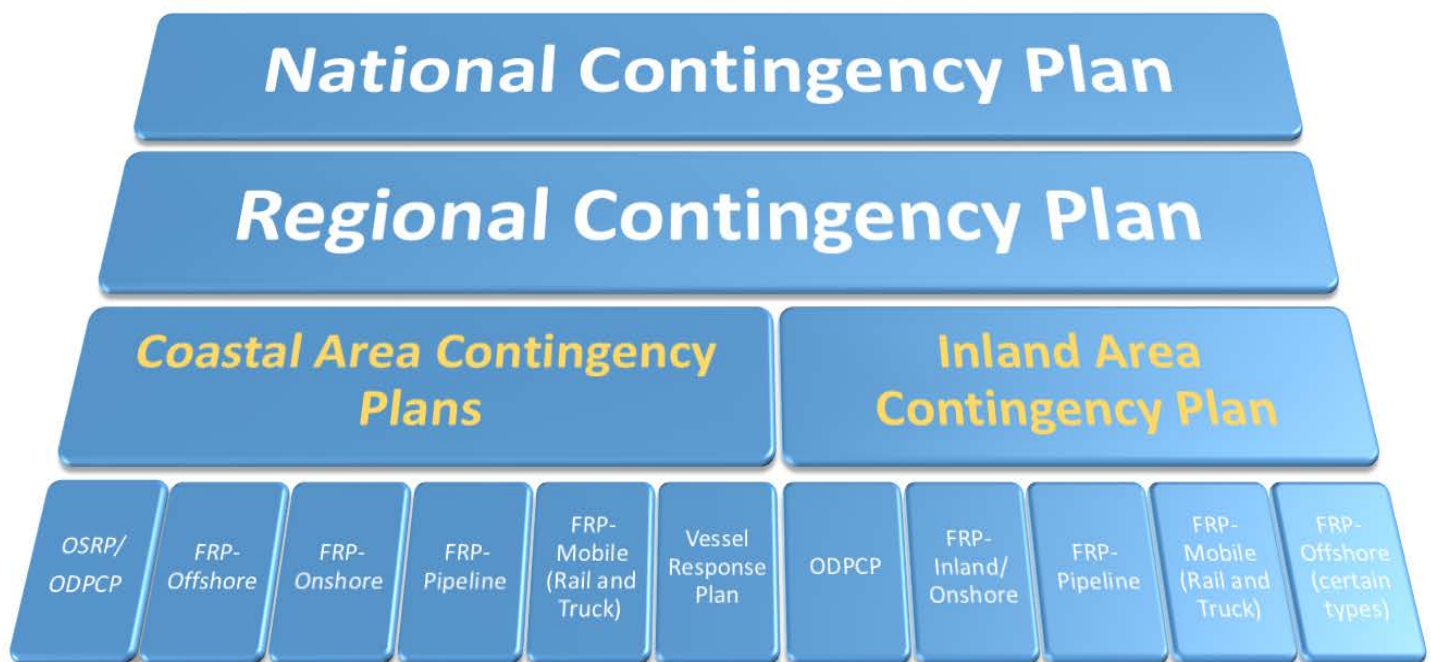 National Contingency Plan
Regional Contingency Plan
Coastal Area Contingency
Plans
Inland Area
Contingency Plan
OSRP/
ODPCP
FRP-
Offshore
FRP-
Onshore
FRP-
Pipeline
FRP-
Mobile
(Rail and
Truck)
Vessel
Response
Plan
ODPCP
FRP-
Inland/
Onshore
FRP-
Pipeline
FRP-
Mobile
(Rail and
Truck)
FRP-
Offshore
(certain
types)